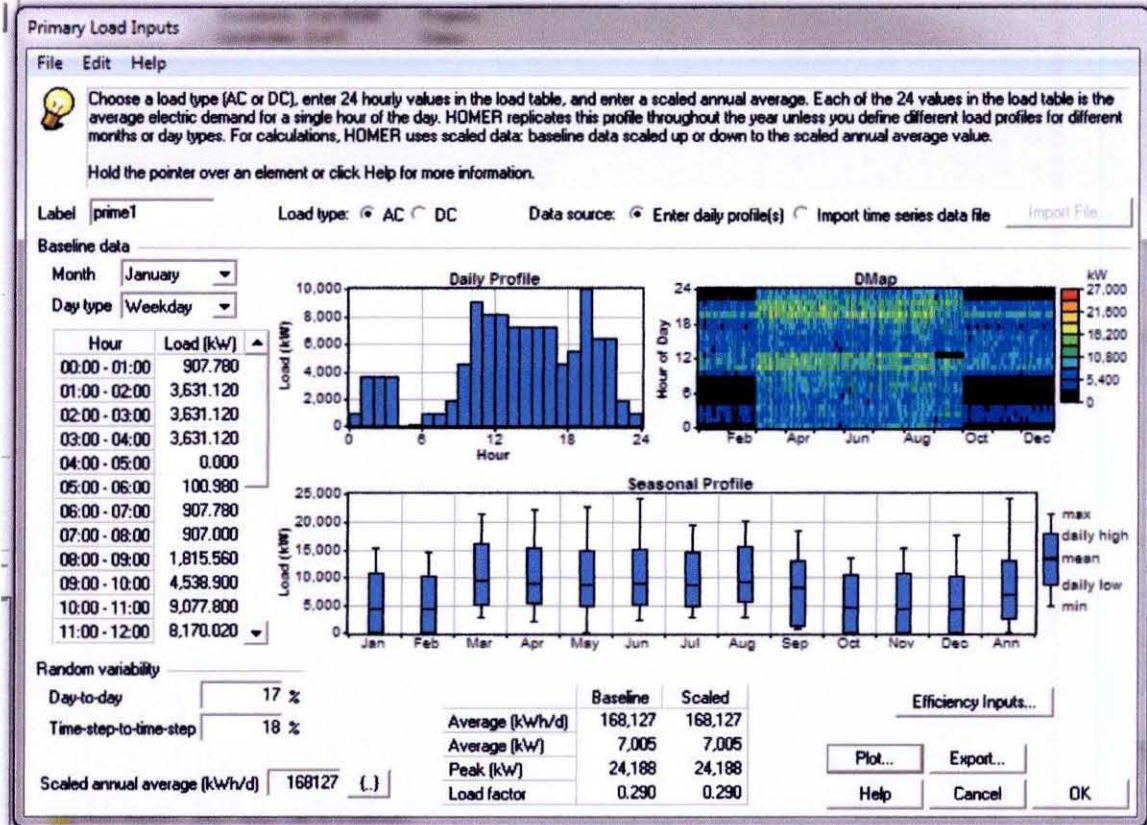 Primary Load Inputs
File Edit Help
Choose a load type (AC or DC), enter 24 hourly values in the load table, and enter a scaled annual average. Each of the 24 values in the load table is the
average electric demand for a single hour of the day. HOMER replicates this profile throughout the year unless you define different load profiles for different
months or day types. For calculations, HOMER uses scaled data: baseline data scaled up or down to the scaled annual average value.
Hold the pointer over an element or click Help for more information.
Label prime1 Load type: AC DC Data source: Enter daily profile(s) Import time series data file Import File...
Baseline data
Month January
Day type Weekday
Hour Load (kW)
00:00 - 01:00 907.780
01:00 - 02:00 3,631.120
02:00 - 03:00 3,631.120
03:00 - 04:00 3,631.120
04:00 - 05:00 0.000
05:00 - 06:00 100.980
06:00 - 07:00 907.780
07:00 - 08:00 907.000
08:00 - 09:00 1,815.560
09:00 - 10:00 4,538.900
10:00 - 11:00 9,077.800
11:00 - 12:00 8,170.020
Daily Profile
Load (kW)
10,000
8,000
6,000
4,000
2,000
0
0 6 12 18 24
Hour
DMap
Hour of Day
24
18
12
6
0
Feb Apr Jun Aug Oct Dec
kW
27,000
21,600
16,200
10,800
5,400
0
Seasonal Profile
Load (kW)
25,000
20,000
15,000
10,000
5,000
0
Jan Feb Mar Apr May Jun Jul Aug Sep Oct Nov Dec Ann
max
daily high
mean
daily low
min
Random variability
Day-to-day 17 %
Time-step-to-time-step 18 %
Scaled annual average (kWh/d) 168127 {..}
Baseline Scaled
Average (kWh/d) 168,127 168,127
Average (kW) 7,005 7,005
Peak (kW) 24,188 24,188
Load factor 0.290 0.290
Efficiency Inputs...
Plot... Export...
Help Cancel OK